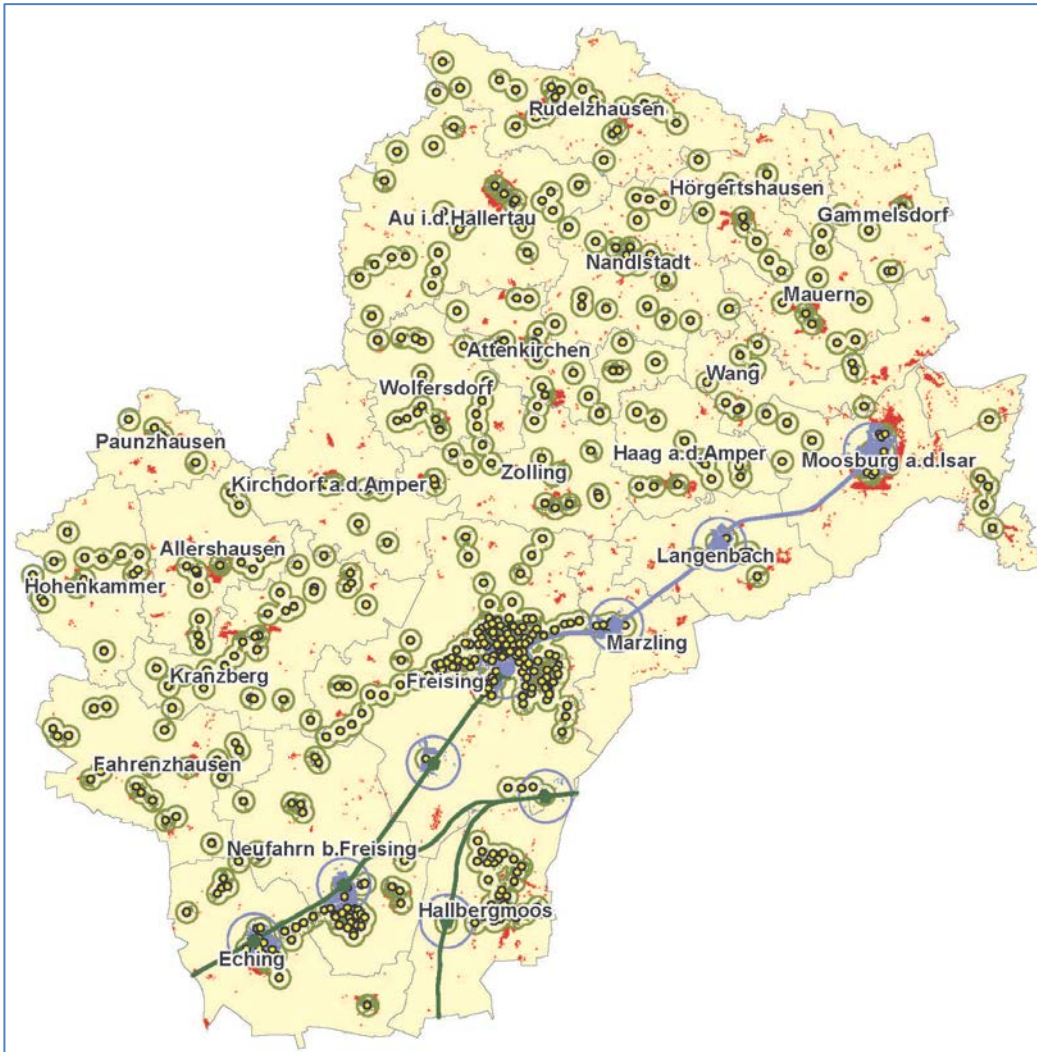 Rudelzhausen
Hörgertshausen
Au i.d.Hallertau
Gammelsdorf
Nandlstadt
Mauern
Attenkirchen
Wang
Wolfersdorf
Paunzhausen
Haag a.d.Amper
Moosburg a.d.Isar
Zolling
Kirchdorf a.d.Amper
Allershausen
Langenbach
Hohenkammer
Marzling
Kranzberg
Freising
Fahrenzhausen
Neufahrn b.Freising
Hallbergmoos
Eching